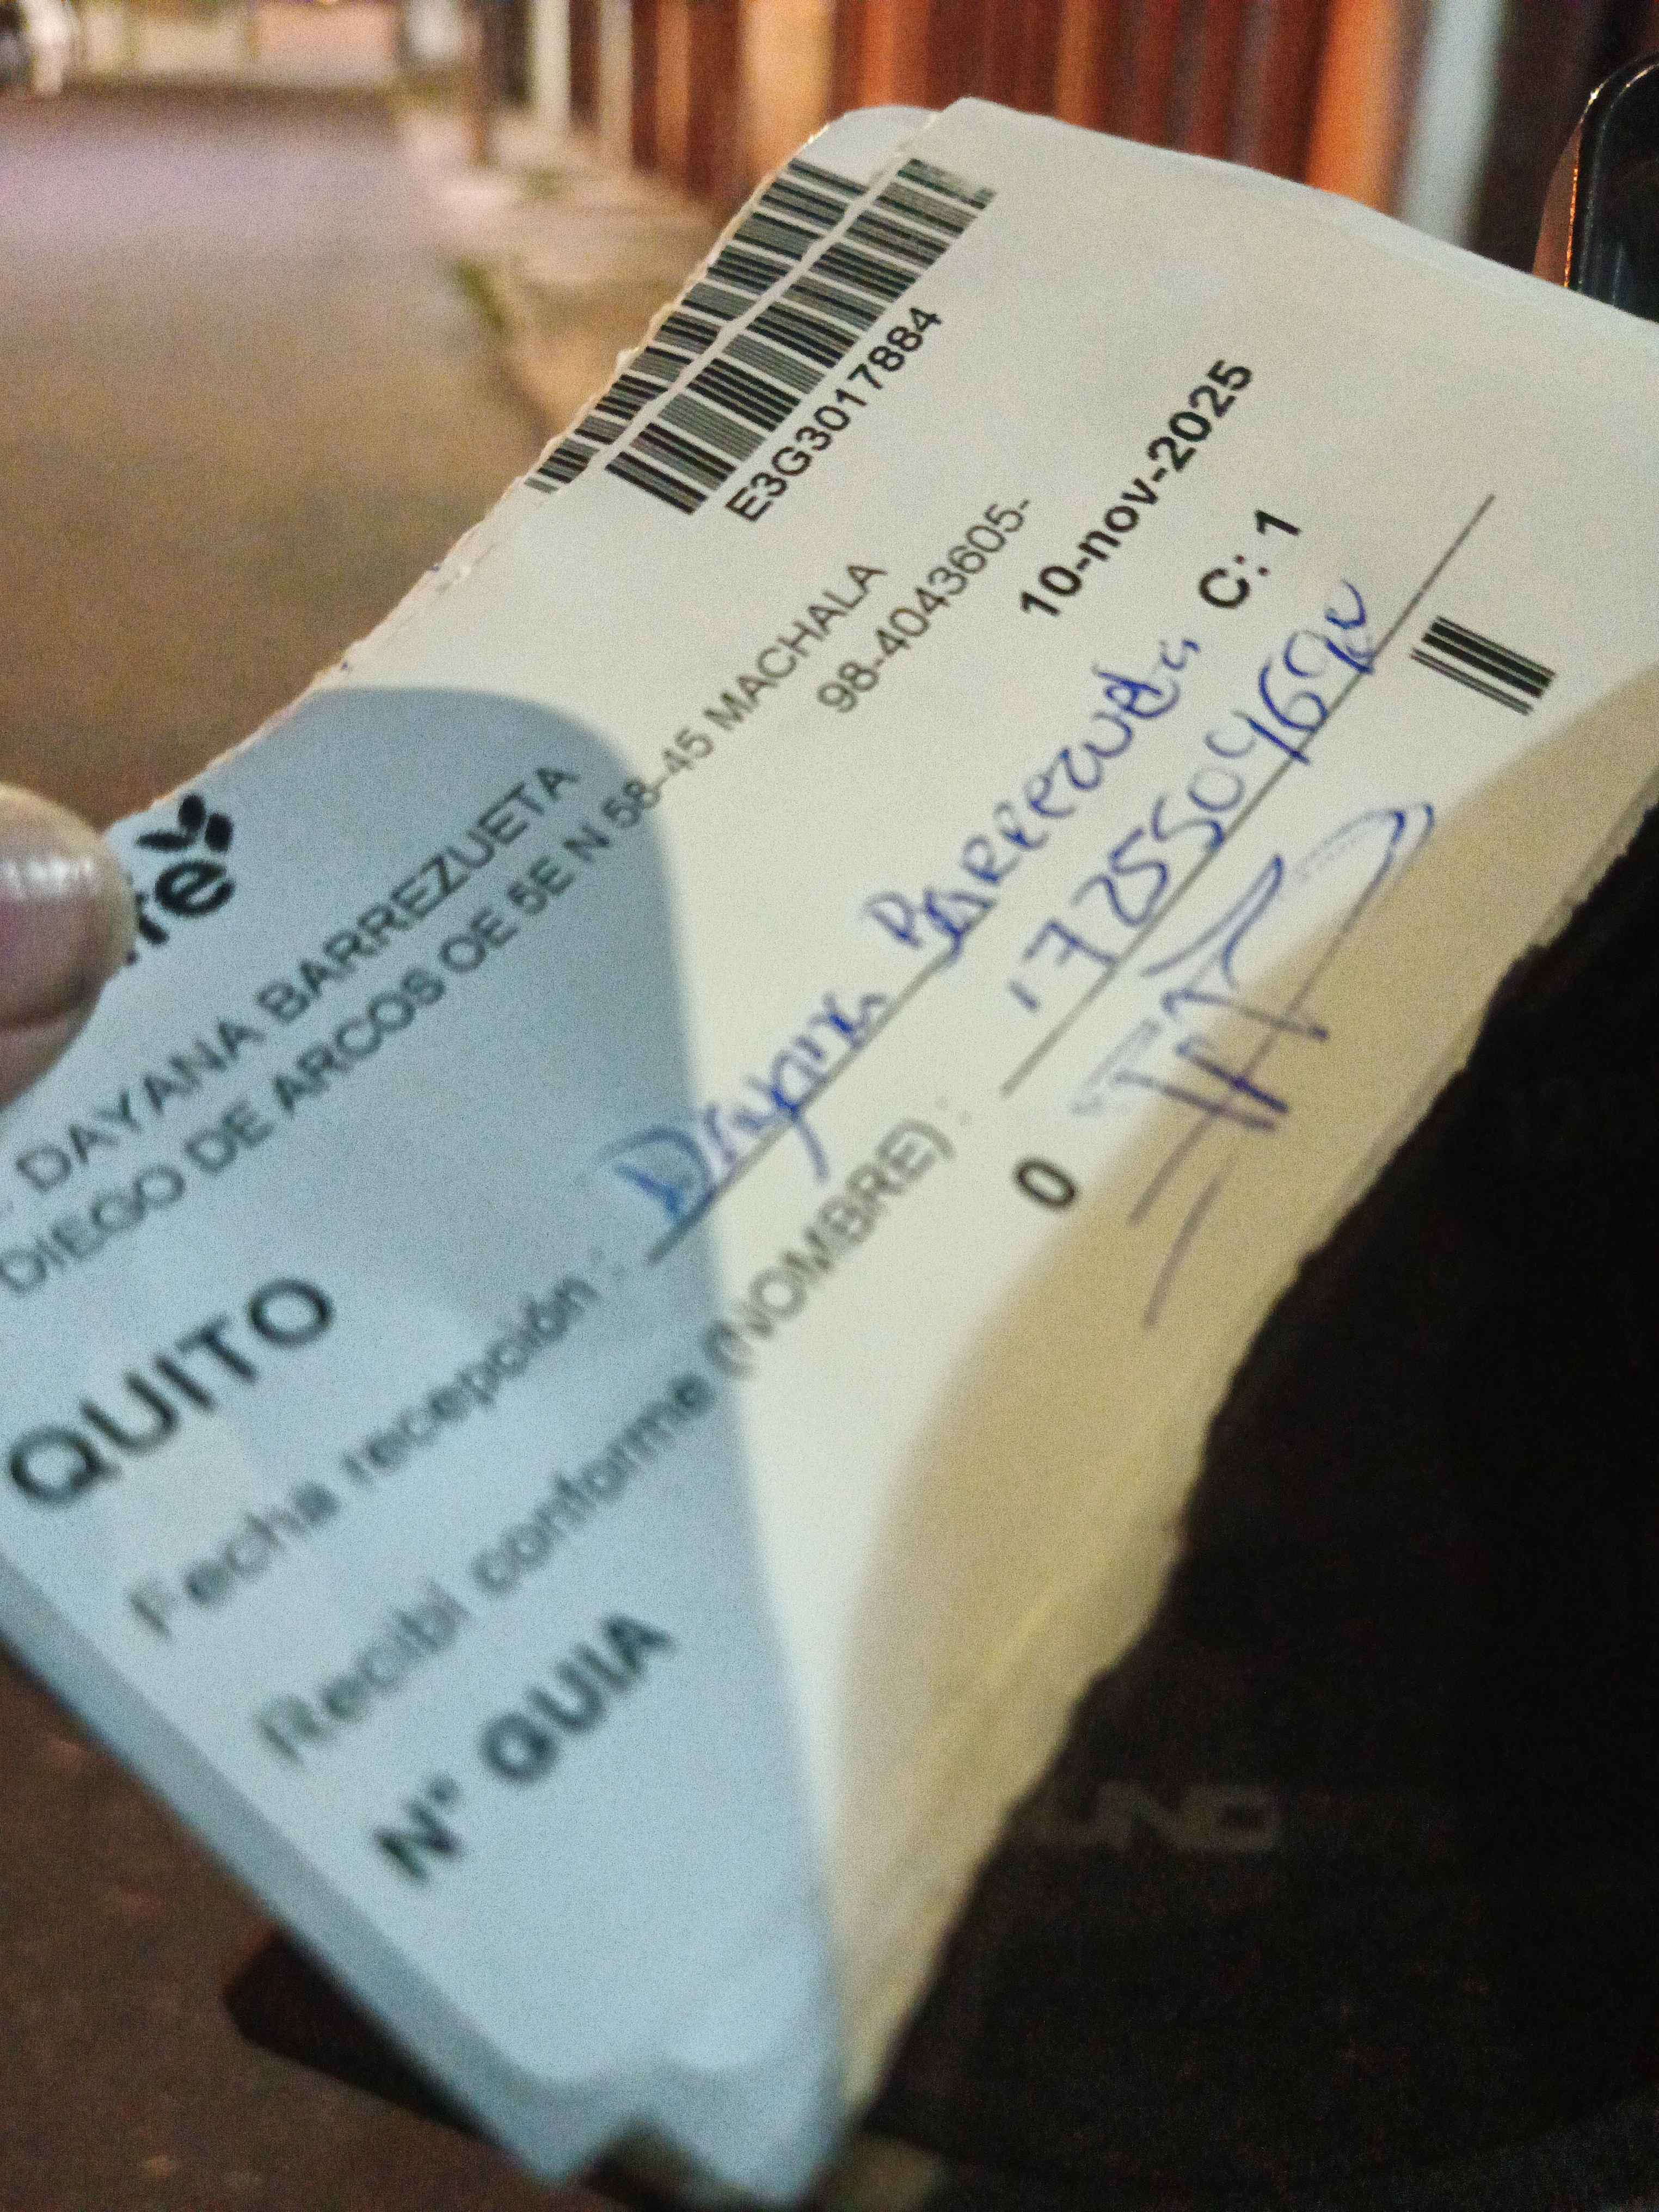 E3G3017884
DAYANA BARREZUETA
DIEGO DE ARCOS OE 5E N 58-45 MACHALA
98-4043605-
QUITO
10-nov-2025
Fecha recepción : Dayana Barrezueta C: 1
Recibí conforme (NOMBRE) :
N° GUIA 0